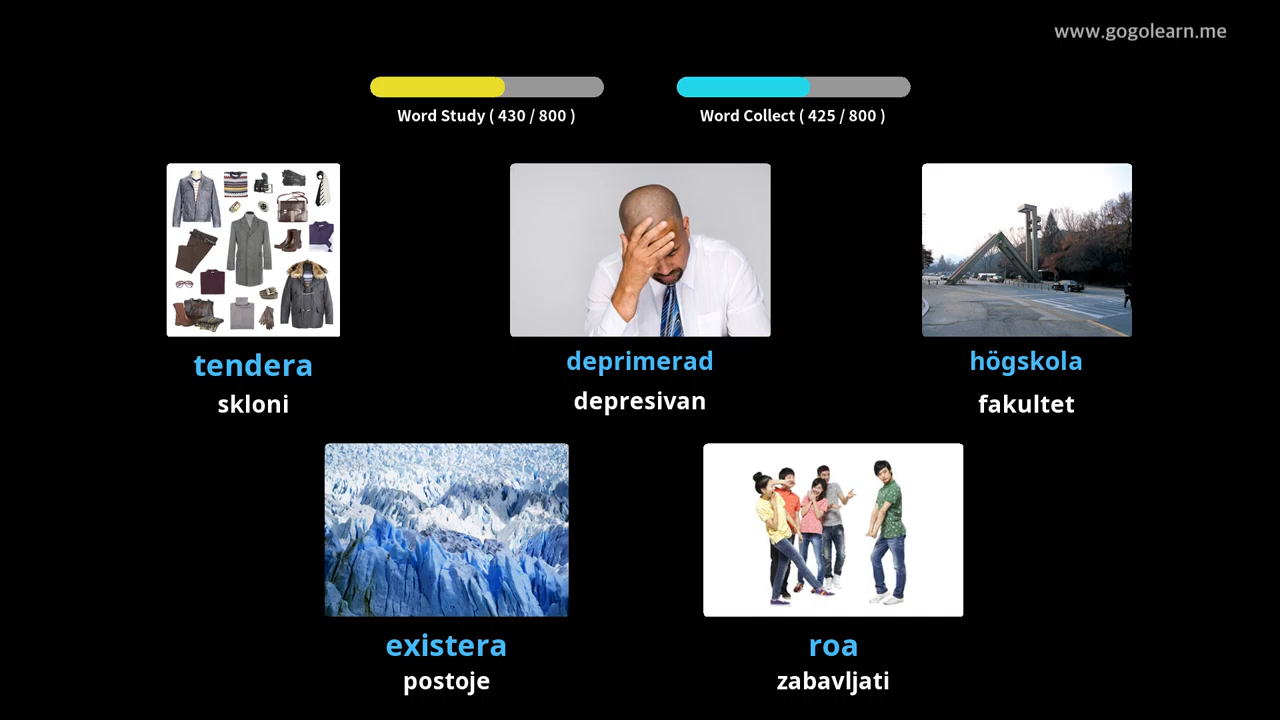 www.gogolearn.me
Word Study ( 430 / 800 )
Word Collect ( 425 / 800 )
tendera
skloni
deprimerad
depresivan
högskola
fakultet
existera
postoje
roa
zabavljati